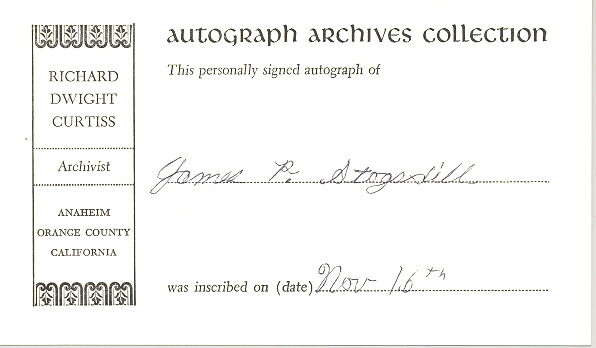 RICHARD
DWIGHT
CURTISS
Archivist
ANAHEIM
ORANGE COUNTY
CALIFORNIA
AUTOGRAPH ARCHIVES COLLECTION
This personally signed autograph of
James P. Stogsdill
was inscribed on (date) Nov 16th